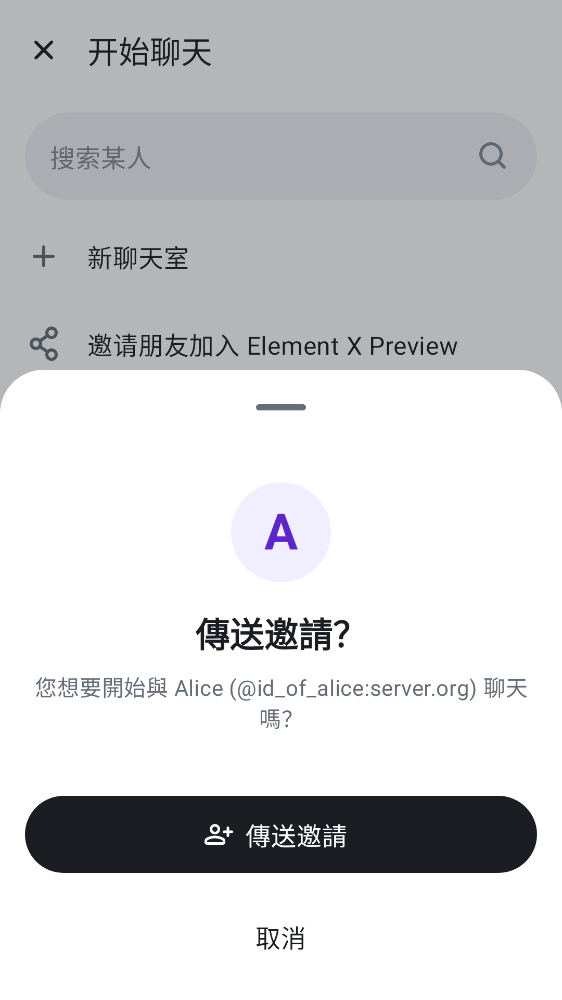 开始聊天
搜索某人
新聊天室
邀请朋友加入 Element X Preview
A
傳送邀請？
您想要開始與 Alice (@id_of_alice:server.org) 聊天
嗎？
傳送邀請
取消